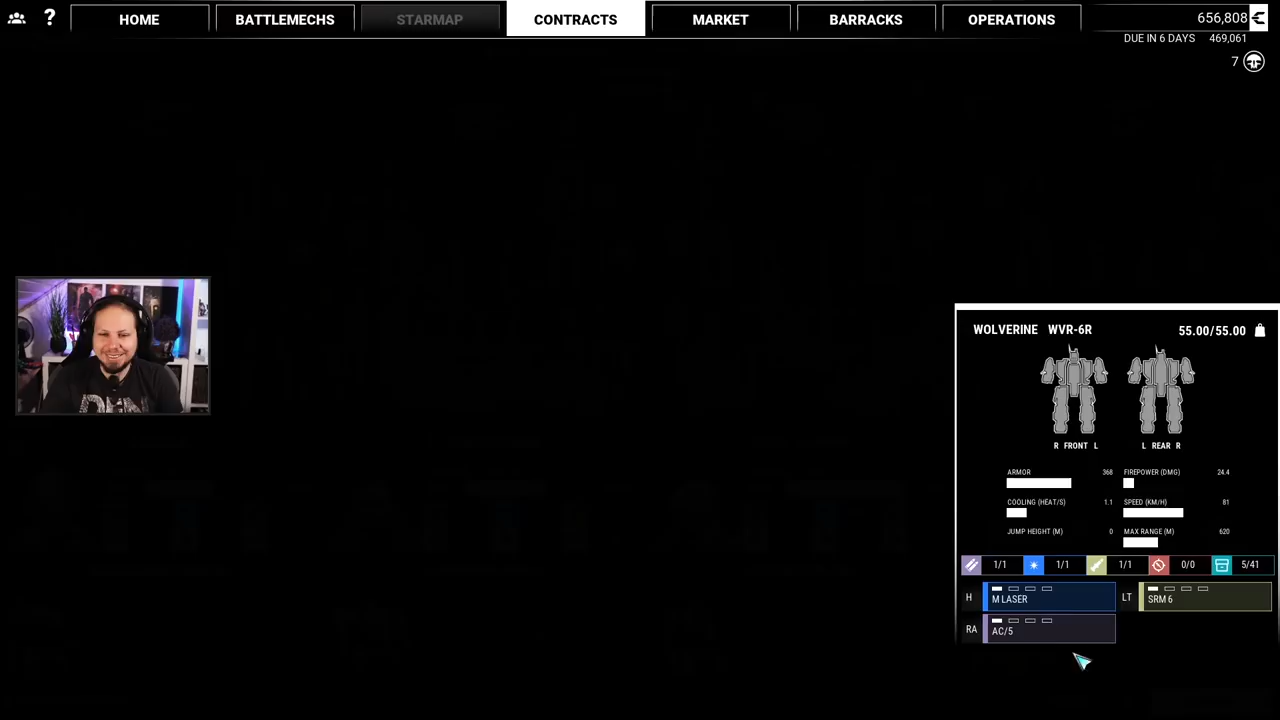 ? HOME BATTLEMECHS STARMAP CONTRACTS MARKET BARRACKS OPERATIONS 656,808
DUE IN 6 DAYS 469,061
7
WOLVERINE WVR-6R 55.00/55.00
R FRONT L L REAR R
ARMOR 368 FIREPOWER (DMG) 24.4
COOLING (HEAT/S) 1.1 SPEED (KM/H) 81
JUMP HEIGHT (M) 0 MAX RANGE (M) 620
1/1 1/1 1/1 0/0 5/41
H M LASER LT SRM 6
RA AC/5